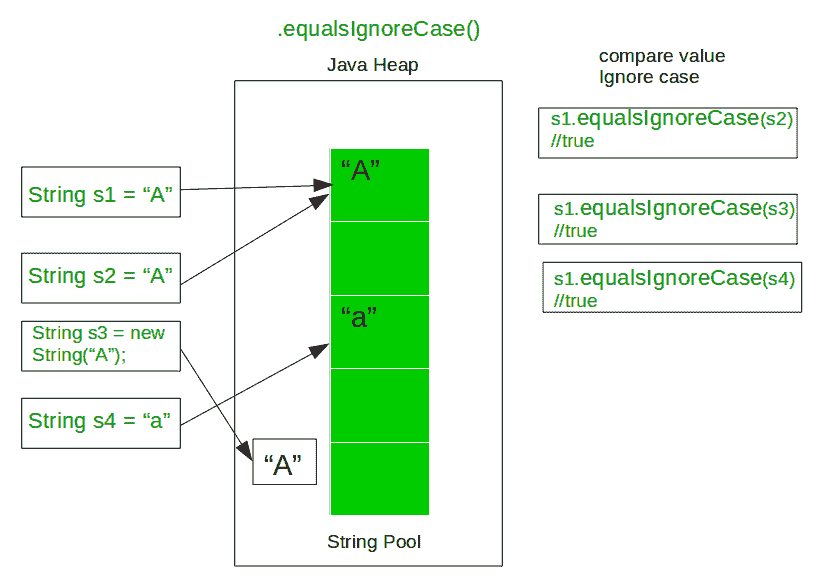 .equalsIgnoreCase()
Java Heap
compare value
Ignore case
String s1 = “A”
String s2 = “A”
String s3 = new
String(“A”);
String s4 = “a”
“A”
“a”
“A”
String Pool
s1.equalsIgnoreCase(s2)
//true
s1.equalsIgnoreCase(s3)
//true
s1.equalsIgnoreCase(s4)
//true